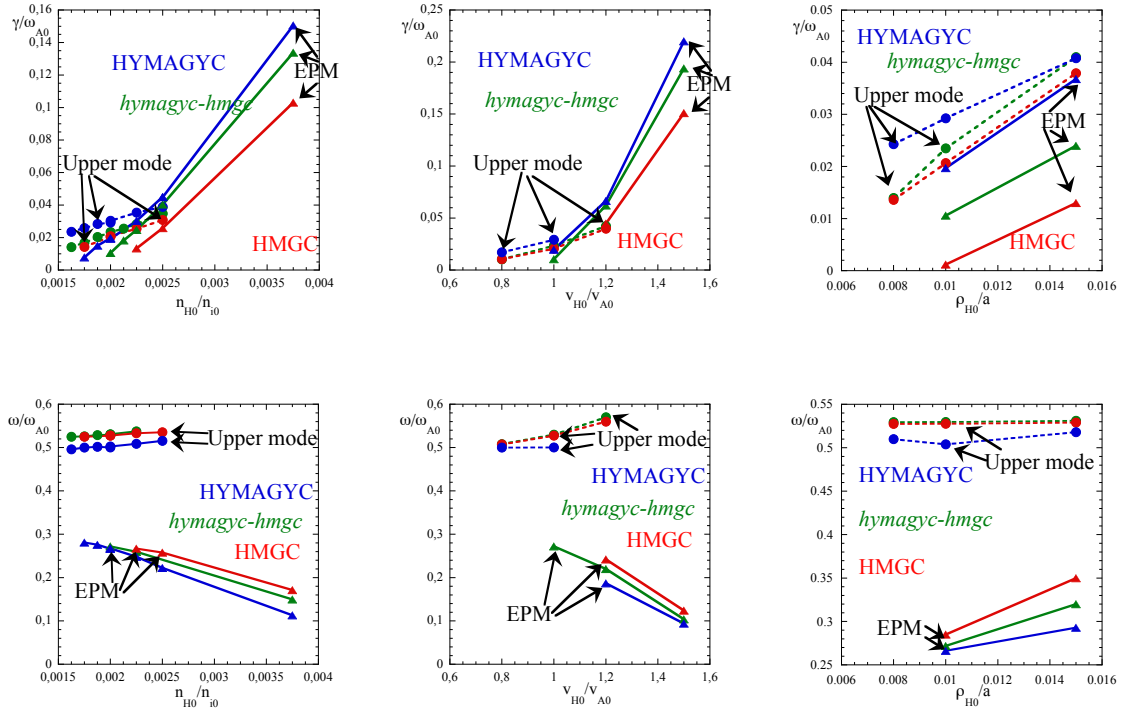 γ/ω_A0
0,16
0,14
0,12
0,1
0,08
0,06
0,04
0,02
0
HYMAGYC
hymagyc-hmgc
EPM
Upper mode
HMGC
0,0015 0,002 0,0025 0,003 0,0035 0,004
n_H0/n_i0
γ/ω_A0
0,25
0,2
0,15
0,1
0,05
0
HYMAGYC
hymagyc-hmgc
EPM
Upper mode
HMGC
0,6 0,8 1 1,2 1,4 1,6
v_H0/v_A0
γ/ω_A0
0.05
0.04
0.03
0.02
0.01
0
HYMAGYC
hymagyc-hmgc
Upper mode
EPM
HMGC
0.006 0.008 0.01 0.012 0.014 0.016
ρ_H0/a
ω/ω_A0
0,6
0,5
0,4
0,3
0,2
0,1
0
Upper mode
HYMAGYC
hymagyc-hmgc
HMGC
EPM
0,0015 0,002 0,0025 0,003 0,0035 0,004
n_H0/n_i0
ω/ω_A0
0,6
0,5
0,4
0,3
0,2
0,1
0
Upper mode
HYMAGYC
hymagyc-hmgc
HMGC
EPM
0,6 0,8 1 1,2 1,4 1,6
v_H0/v_A0
ω/ω_A0
0.55
0.5
0.45
0.4
0.35
0.3
0.25
Upper mode
HYMAGYC
hymagyc-hmgc
HMGC
EPM
0.006 0.008 0.01 0.012 0.014 0.016
ρ_H0/a